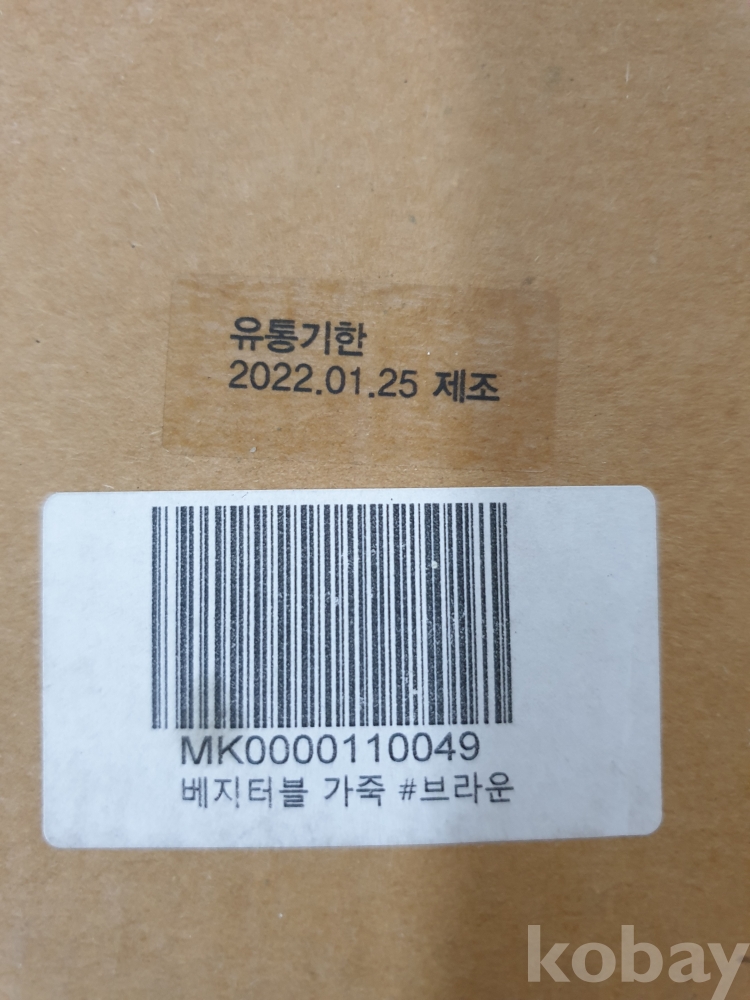 유통기한
2022.01.25 제조
MK0000110049
베지터블 가죽 #브라운
kobay